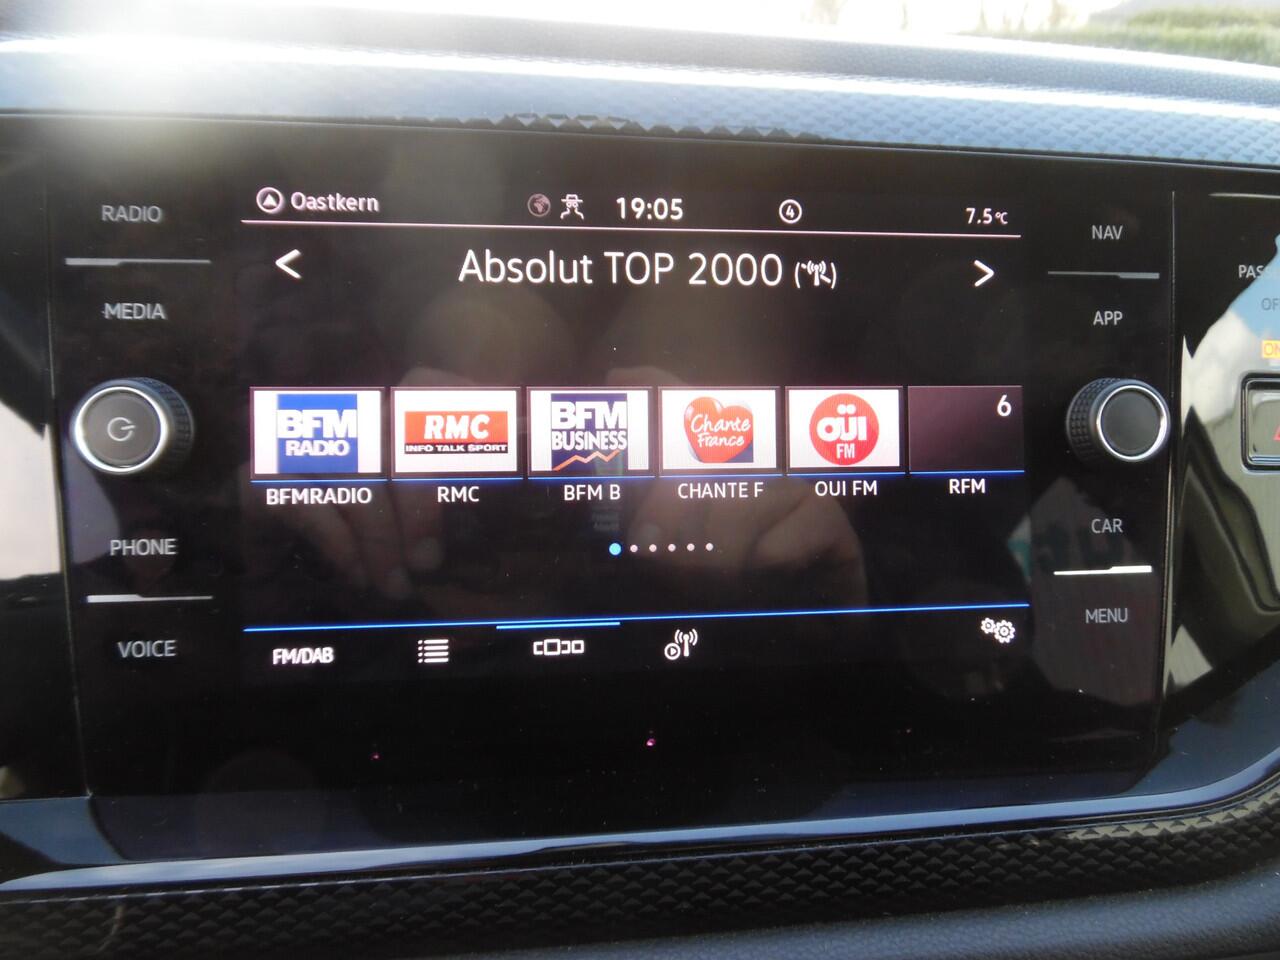 RADIO
MEDIA
PHONE
VOICE
Oastkern
19:05
4
7.5°C
Absolut TOP 2000
BFM
RADIO
RMC
INFO TALK SPORT
BFM
BUSINESS
Chante
France
OÜI
FM
6
BFMRADIO
RMC
BFM B
CHANTE F
OUI FM
RFM
FM/DAB
NAV
APP
CAR
MENU